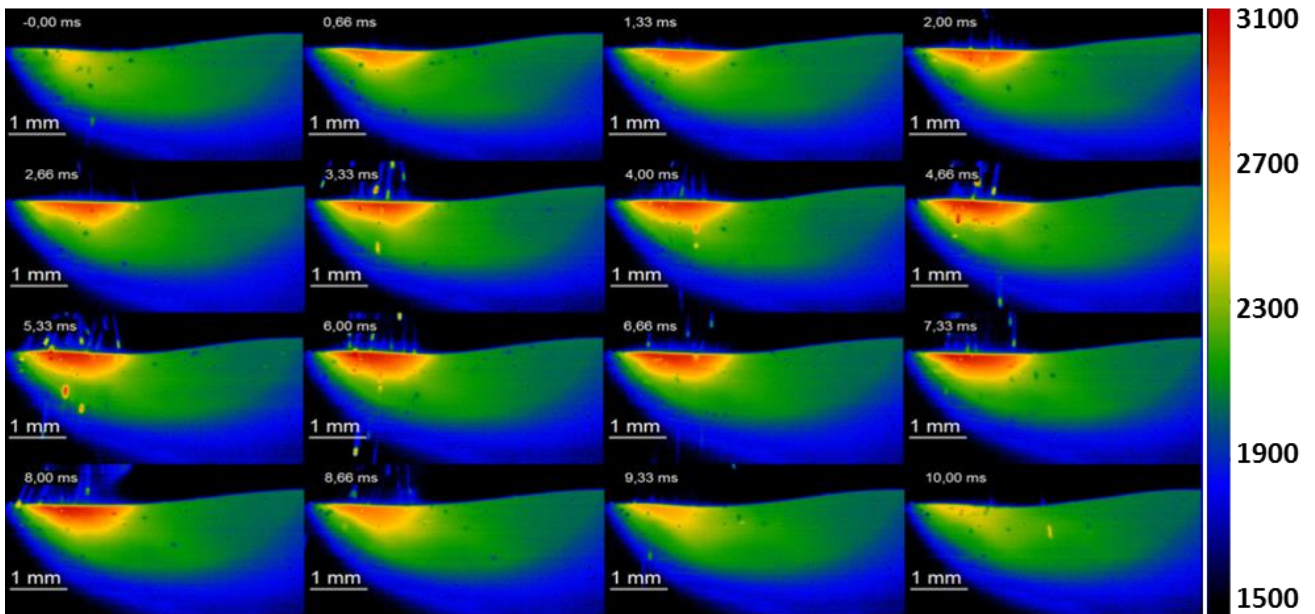 -0,00 ms
0,66 ms
1,33 ms
2,00 ms
3100
1 mm
1 mm
1 mm
1 mm
2,66 ms
3,33 ms
4,00 ms
4,66 ms
2700
1 mm
1 mm
1 mm
1 mm
5,33 ms
6,00 ms
6,66 ms
7,33 ms
2300
1 mm
1 mm
1 mm
1 mm
1900
8,00 ms
8,66 ms
9,33 ms
10,00 ms
1 mm
1 mm
1 mm
1 mm
1500